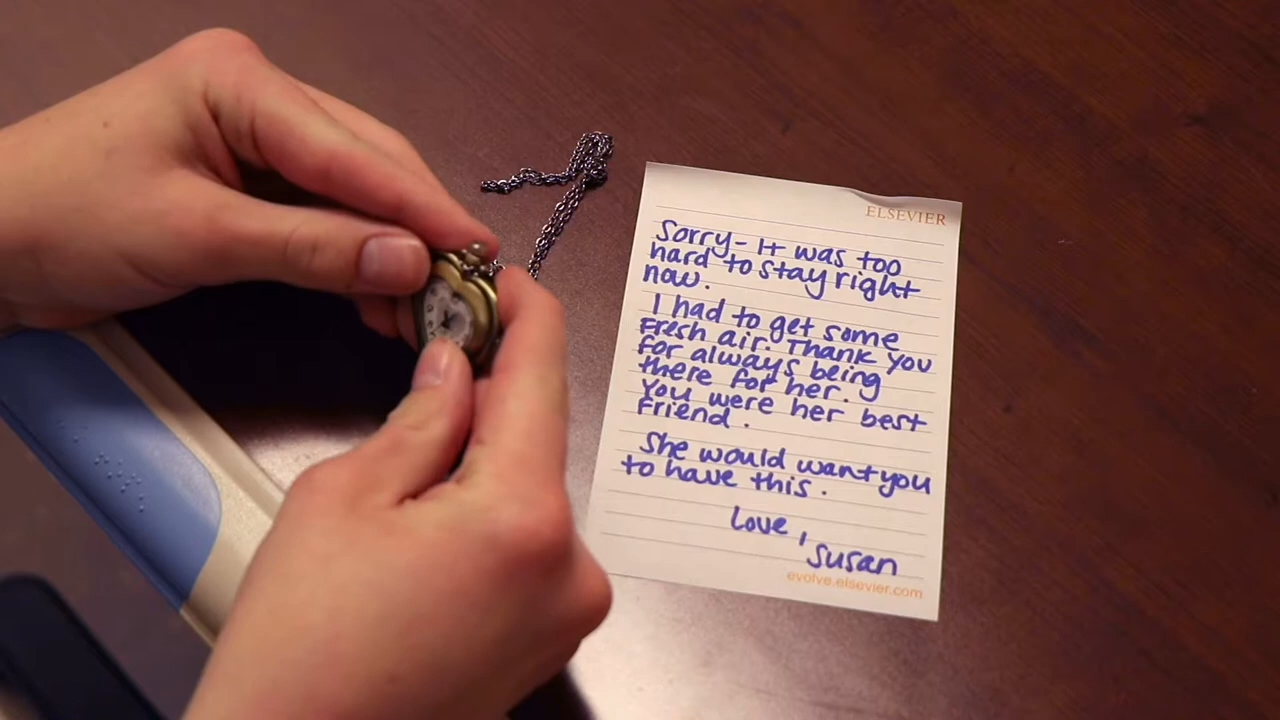 ELSEVIER
Sorry - It was too
hard to stay right
now.
I had to get some
Fresh air. Thank you
for always being
there for her.
You were her best
friend.
She would want you
to have this.
Love,
Susan
evolve.elsevier.com